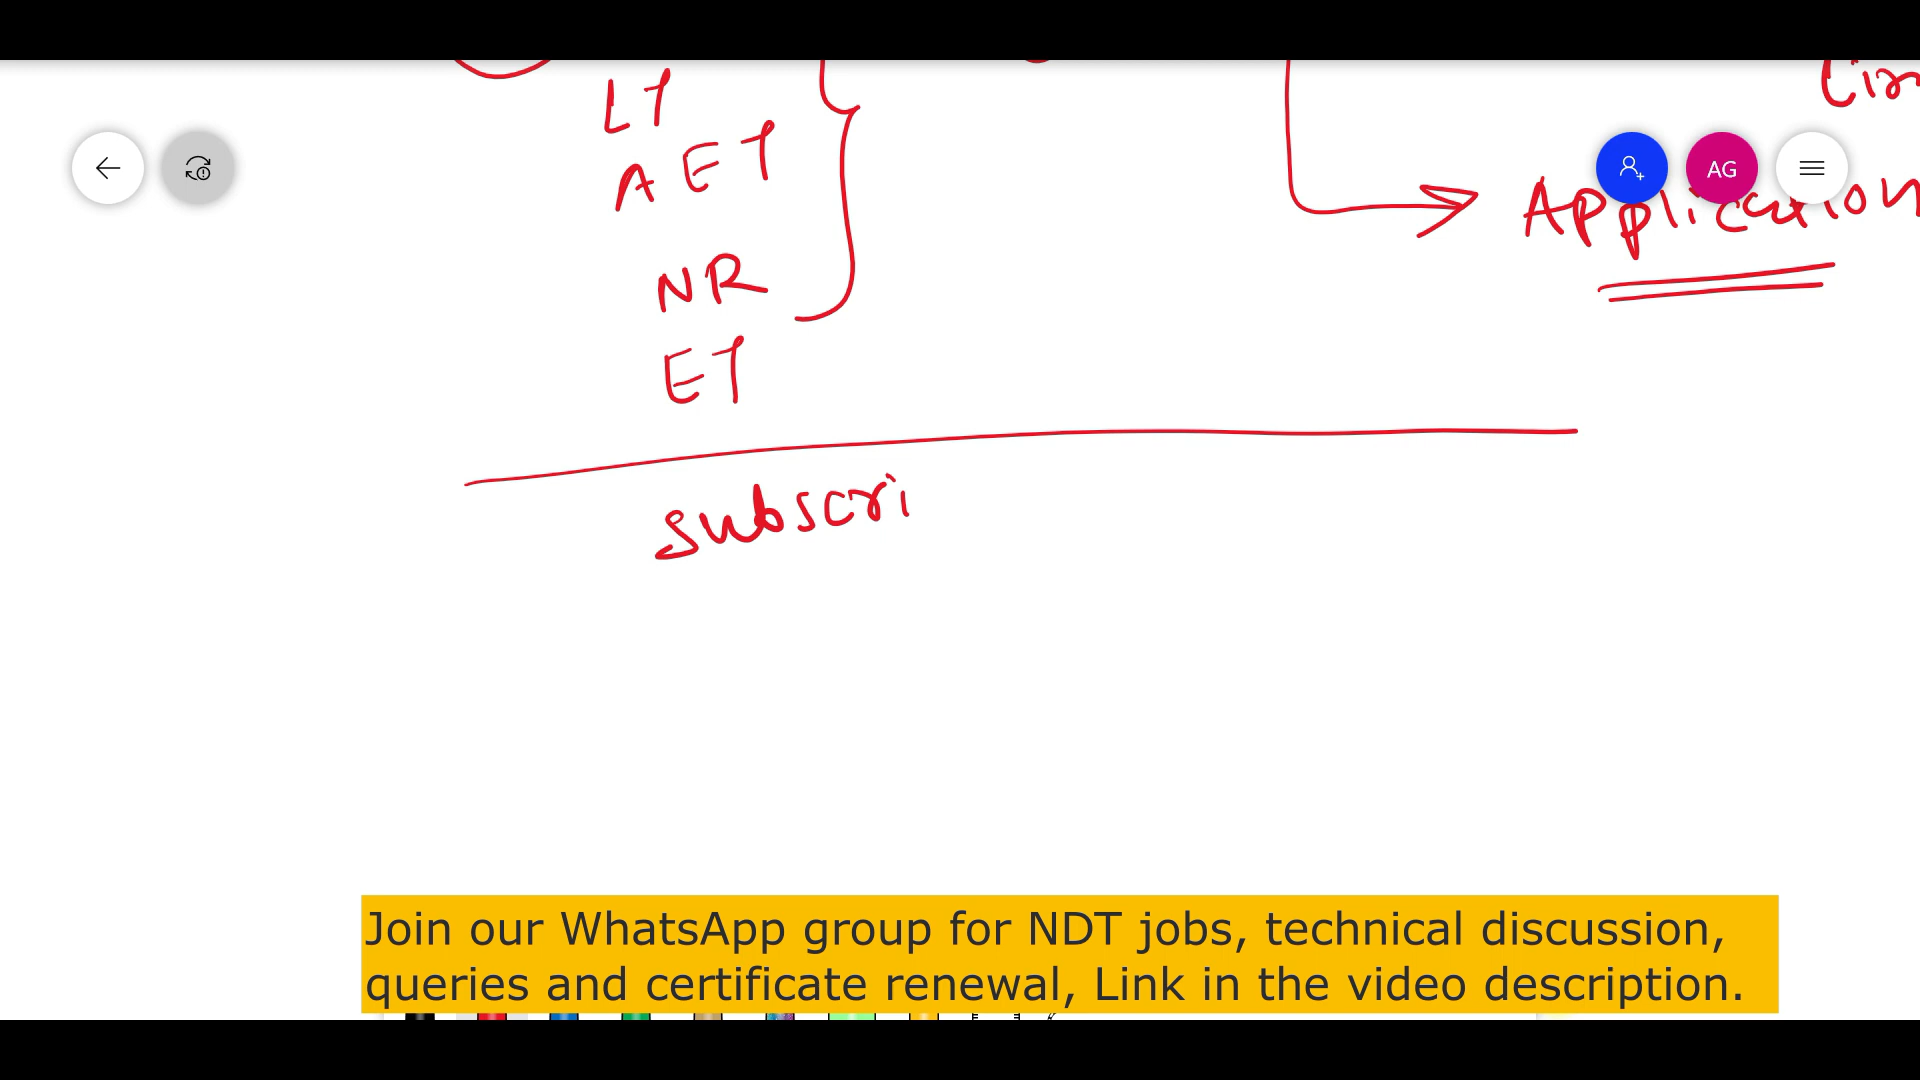 LT
AET
AG
Application
NR
ET
subscri
Join our WhatsApp group for NDT jobs, technical discussion,
queries and certificate renewal, Link in the video description.